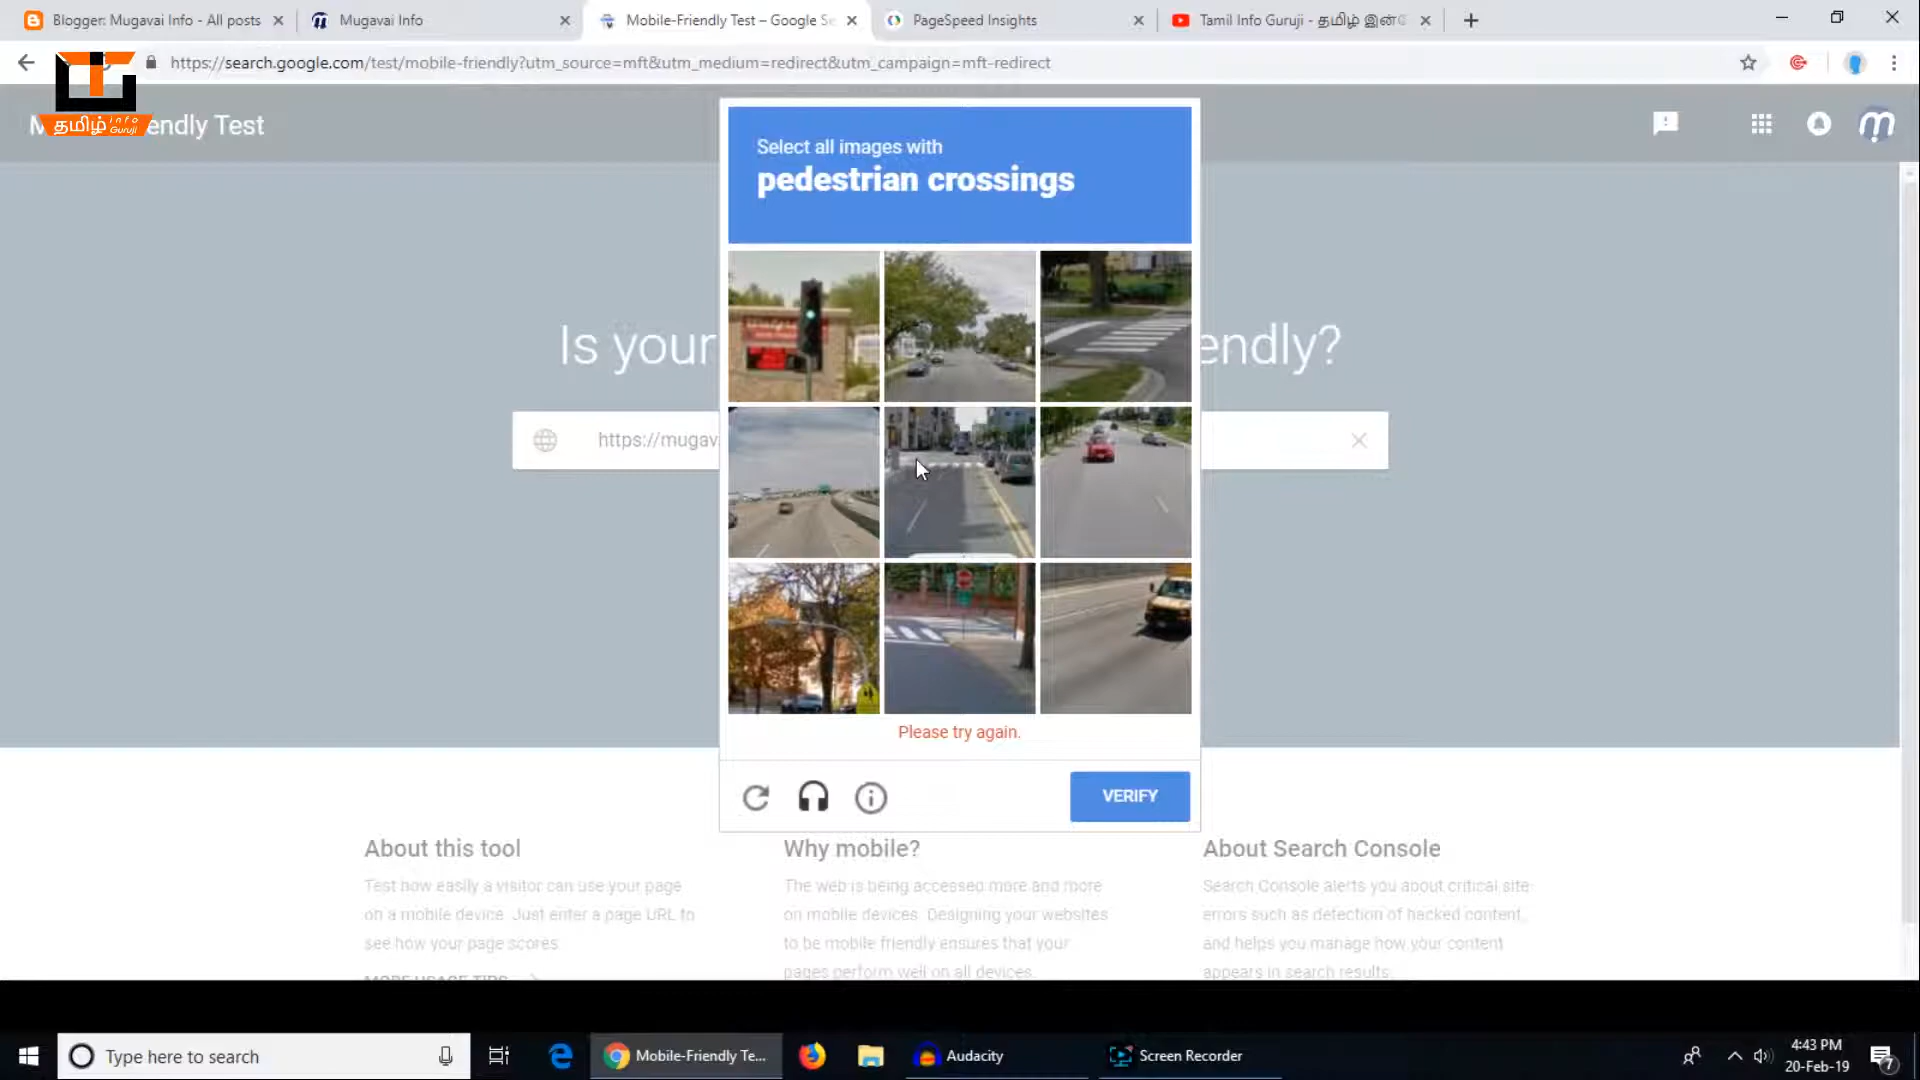 Blogger: Mugavai Info - All posts
Mugavai Info
Mobile-Friendly Test – Google Se
PageSpeed Insights
Tamil Info Guruji - தமிழ் இன்
https://search.google.com/test/mobile-friendly?utm_source=mft&utm_medium=redirect&utm_campaign=mft-redirect
தமிழ் Info Guruji
endly Test
Select all images with
pedestrian crossings
Is your
endly?
https://mugav
Please try again.
VERIFY
About this tool
Test how easily a visitor can use your page
on a mobile device. Just enter a page URL to
see how your page scores.
MORE USAGE TIPS
Why mobile?
The web is being accessed more and more
on mobile devices. Designing your websites
to be mobile friendly ensures that your
pages perform well on all devices.
About Search Console
Search Console alerts you about critical site
errors such as detection of hacked content,
and helps you manage how your content
appears in search results.
Type here to search
Mobile-Friendly Te...
Audacity
Screen Recorder
4:43 PM
20-Feb-19
7